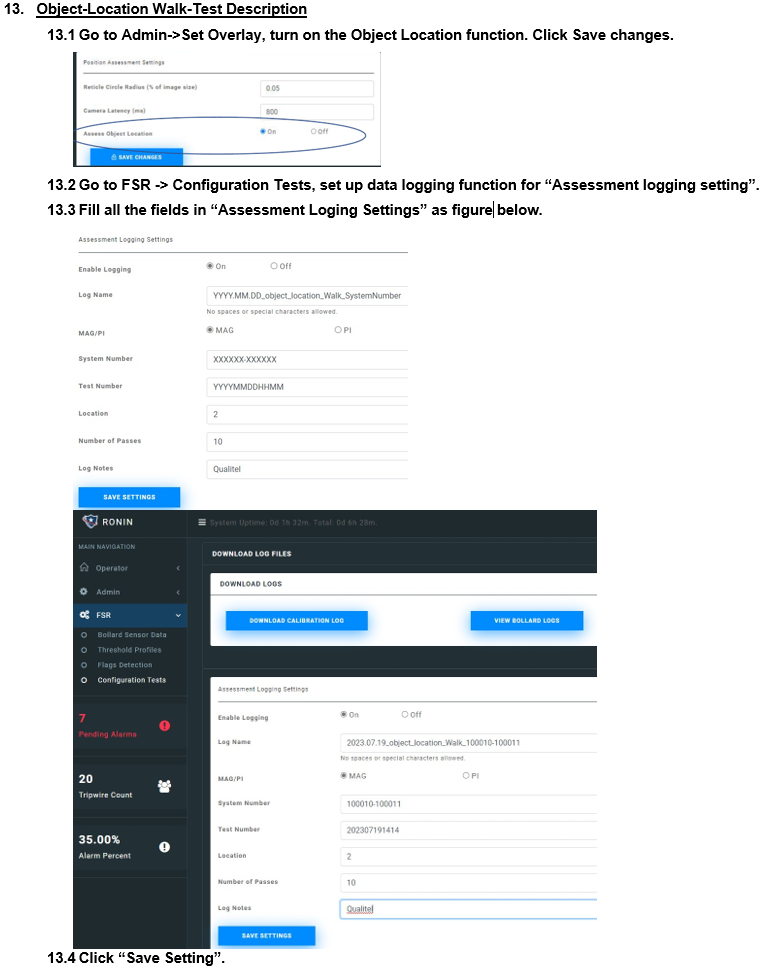 13. Object-Location Walk-Test Description
13.1 Go to Admin->Set Overlay, turn on the Object Location function. Click Save changes.
Position Assessment Settings
Reticle Circle Radius (% of image size) 0.05
Camera Latency (ms) 800
Assess Object Location On Off
SAVE CHANGES
13.2 Go to FSR -> Configuration Tests, set up data logging function for “Assessment logging setting”.
13.3 Fill all the fields in “Assessment Loging Settings” as figure below.
Assessment Logging Settings
Enable Logging On Off
Log Name YYYY.MM.DD_object_location_Walk_SystemNumber
No spaces or special characters allowed.
MAG/PI MAG PI
System Number XXXXXX-XXXXXX
Test Number YYYYMMDDHHMM
Location 2
Number of Passes 10
Log Notes Qualitel
SAVE SETTINGS
RONIN
System Uptime: 0d 1h 32m. Total: 0d 6h 28m.
MAIN NAVIGATION
Operator
Admin
FSR
Bollard Sensor Data
Threshold Profiles
Flags Detection
Configuration Tests
7
Pending Alarms
20
Tripwire Count
35.00%
Alarm Percent
DOWNLOAD LOG FILES
DOWNLOAD LOGS
DOWNLOAD CALIBRATION LOG VIEW BOLLARD LOGS
Assessment Logging Settings
Enable Logging On Off
Log Name 2023.07.19_object_location_Walk_100010-100011
No spaces or special characters allowed.
MAG/PI MAG PI
System Number 100010-100011
Test Number 202307191414
Location 2
Number of Passes 10
Log Notes Qualitel
SAVE SETTINGS
13.4 Click “Save Setting”.